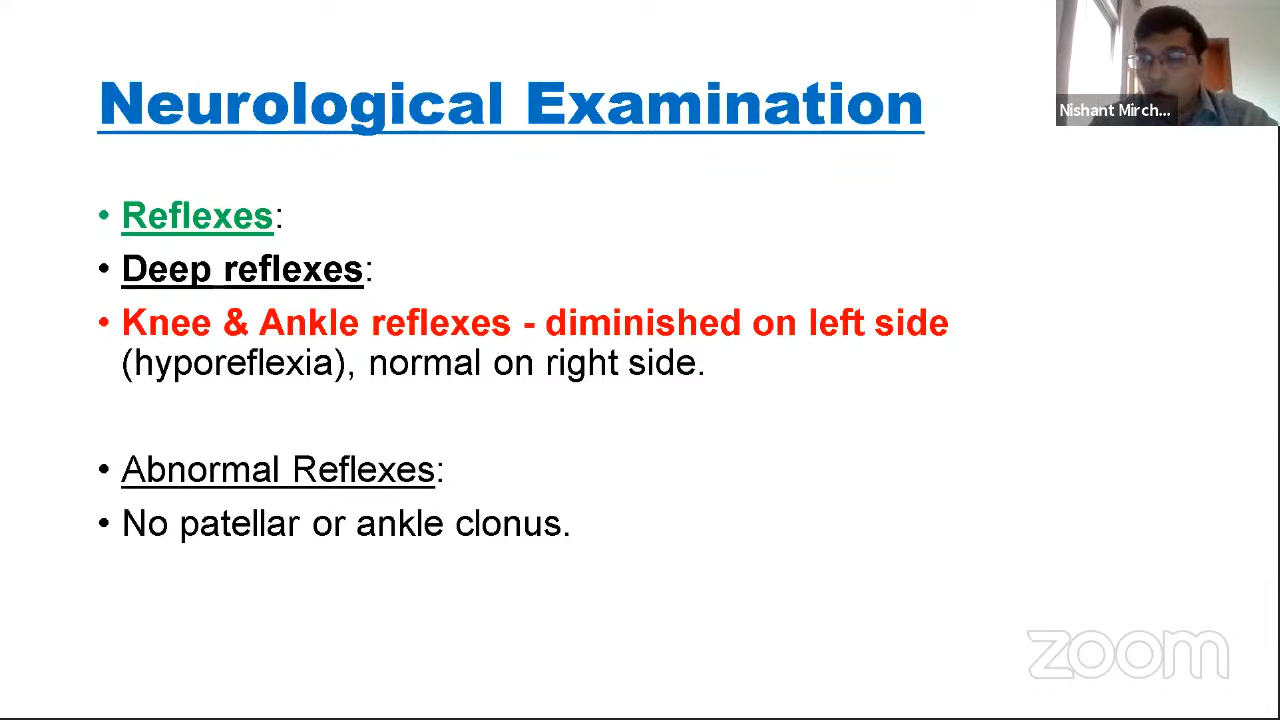 Neurological Examination
Nishant Mirch...
• Reflexes:
• Deep reflexes:
• Knee & Ankle reflexes - diminished on left side
(hyporeflexia), normal on right side.
• Abnormal Reflexes:
• No patellar or ankle clonus.
zoom